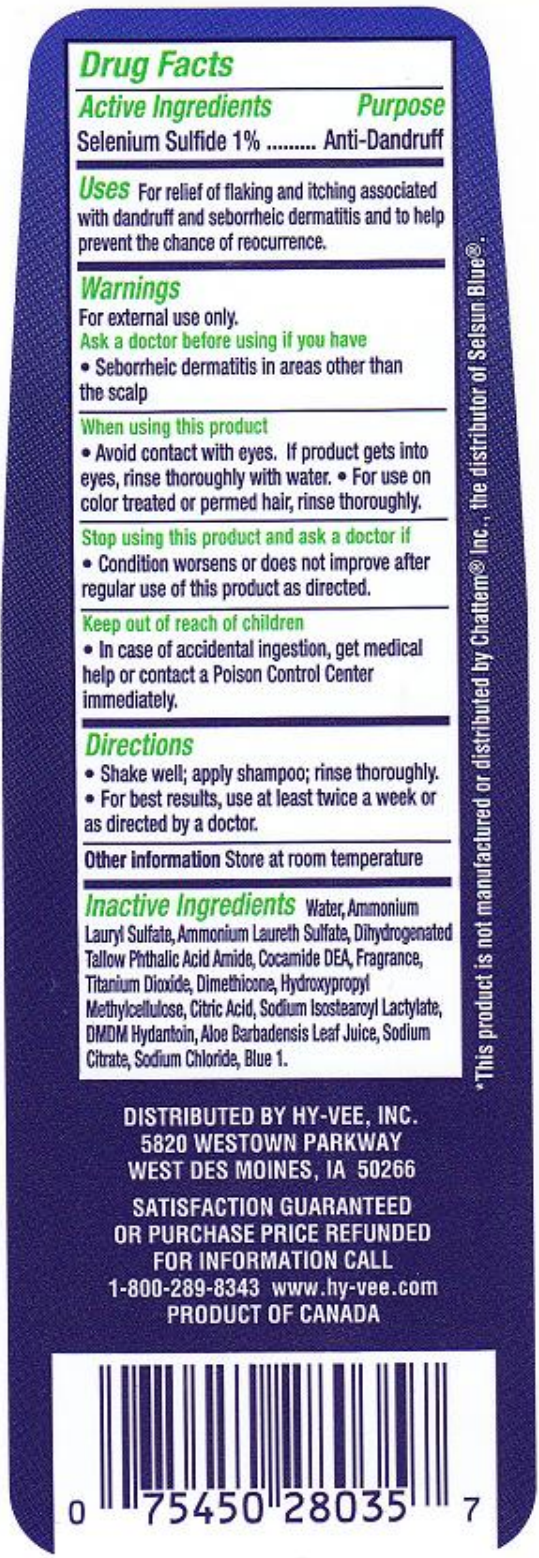 Drug Facts
Active Ingredients Purpose
Selenium Sulfide 1% ......... Anti-Dandruff
Uses For relief of flaking and itching associated
with dandruff and seborrheic dermatitis and to help
prevent the chance of reocurrence.
Warnings
For external use only.
Ask a doctor before using if you have
• Seborrheic dermatitis in areas other than
the scalp
When using this product
• Avoid contact with eyes. If product gets into
eyes, rinse thoroughly with water. • For use on
color treated or permed hair, rinse thoroughly.
Stop using this product and ask a doctor if
• Condition worsens or does not improve after
regular use of this product as directed.
Keep out of reach of children
• In case of accidental ingestion, get medical
help or contact a Poison Control Center
immediately.
Directions
• Shake well; apply shampoo; rinse thoroughly.
• For best results, use at least twice a week or
as directed by a doctor.
Other information Store at room temperature
Inactive Ingredients Water, Ammonium
Lauryl Sulfate, Ammonium Laureth Sulfate, Dihydrogenated
Tallow Phthalic Acid Amide, Cocamide DEA, Fragrance,
Titanium Dioxide, Dimethicone, Hydroxypropyl
Methylcellulose, Citric Acid, Sodium Isostearoyl Lactylate,
DMDM Hydantoin, Aloe Barbadensis Leaf Juice, Sodium
Citrate, Sodium Chloride, Blue 1.
*This product is not manufactured or distributed by Chattem® Inc., the distributor of Selsun Blue®.
DISTRIBUTED BY HY-VEE, INC.
5820 WESTOWN PARKWAY
WEST DES MOINES, IA 50266
SATISFACTION GUARANTEED
OR PURCHASE PRICE REFUNDED
FOR INFORMATION CALL
1-800-289-8343 www.hy-vee.com
PRODUCT OF CANADA
0 75450 28035 7